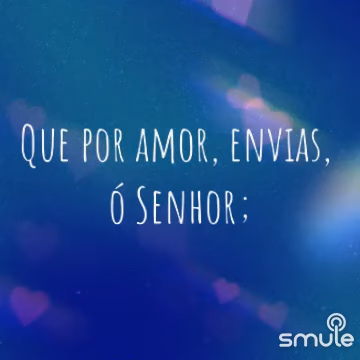 Que por amor, envias,
ó Senhor;
smule